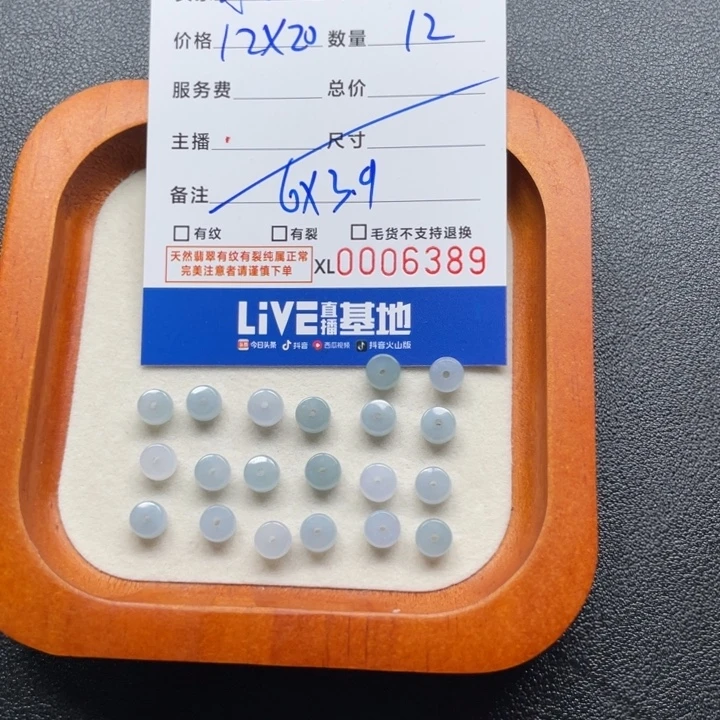 价格 12X20 数量 12
服务费 总价
主播 尺寸
备注 6X3.9
有纹 有裂 毛货不支持退换
天然翡翠有纹有裂纯属正常
完美注意者请谨慎下单
XL0006389
LiVE直播基地
今日头条 抖音 西瓜视频 抖音火山版